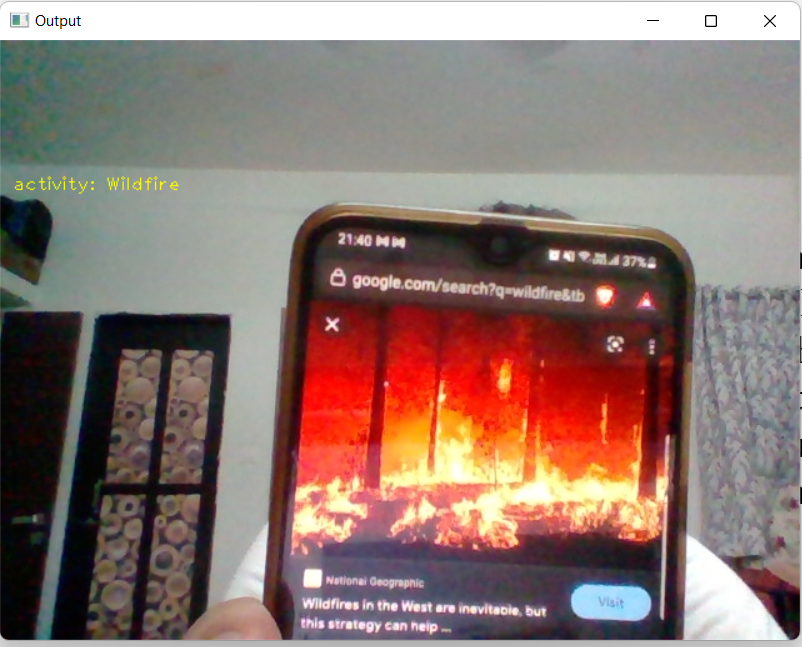 Output
activity: Wildfire
21:40
37%
google.com/search?q=wildfire&tb
National Geographic
Wildfires in the West are inevitable, but
this strategy can help ...
Visit